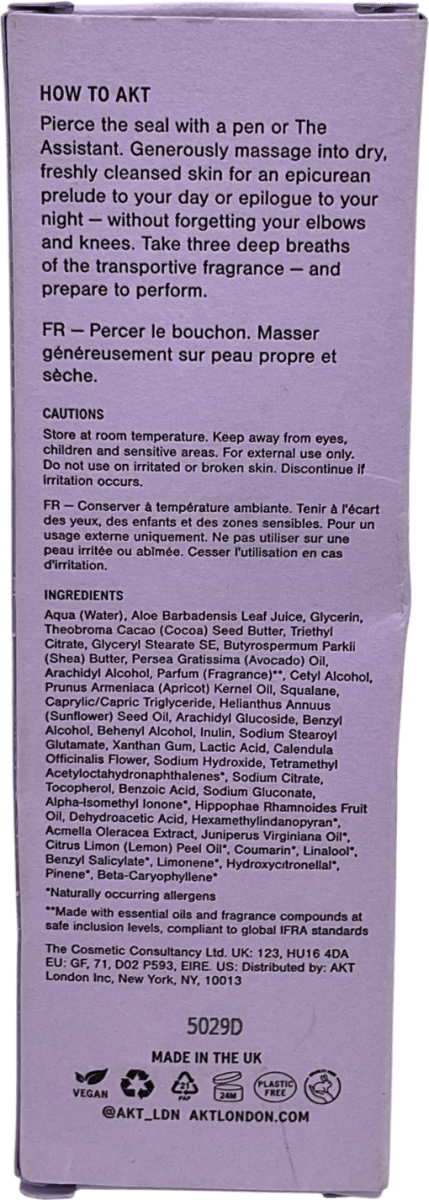 HOW TO AKT
Pierce the seal with a pen or The
Assistant. Generously massage into dry,
freshly cleansed skin for an epicurean
prelude to your day or epilogue to your
night — without forgetting your elbows
and knees. Take three deep breaths
of the transportive fragrance — and
prepare to perform.
FR — Percer le bouchon. Masser
généreusement sur peau propre et
sèche.
CAUTIONS
Store at room temperature. Keep away from eyes,
children and sensitive areas. For external use only.
Do not use on irritated or broken skin. Discontinue if
irritation occurs.
FR — Conserver à température ambiante. Tenir à l'écart
des yeux, des enfants et des zones sensibles. Pour un
usage externe uniquement. Ne pas utiliser sur une
peau irritée ou abîmée. Cesser l'utilisation en cas
d'irritation.
INGREDIENTS
Aqua (Water), Aloe Barbadensis Leaf Juice, Glycerin,
Theobroma Cacao (Cocoa) Seed Butter, Triethyl
Citrate, Glyceryl Stearate SE, Butyrospermum Parkii
(Shea) Butter, Persea Gratissima (Avocado) Oil,
Arachidyl Alcohol, Parfum (Fragrance)**, Cetyl Alcohol,
Prunus Armeniaca (Apricot) Kernel Oil, Squalane,
Caprylic/Capric Triglyceride, Helianthus Annuus
(Sunflower) Seed Oil, Arachidyl Glucoside, Benzyl
Alcohol, Behenyl Alcohol, Inulin, Sodium Stearoyl
Glutamate, Xanthan Gum, Lactic Acid, Calendula
Officinalis Flower, Sodium Hydroxide, Tetramethyl
Acetyloctahydronaphthalenes*, Sodium Citrate,
Tocopherol, Benzoic Acid, Sodium Gluconate,
Alpha-Isomethyl Ionone*, Hippophae Rhamnoides Fruit
Oil, Dehydroacetic Acid, Hexamethylindanopyran*,
Acmella Oleracea Extract, Juniperus Virginiana Oil*,
Citrus Limon (Lemon) Peel Oil*, Coumarin*, Linalool*,
Benzyl Salicylate*, Limonene*, Hydroxycitronellal*,
Pinene*, Beta-Caryophyllene*
*Naturally occurring allergens
**Made with essential oils and fragrance compounds at
safe inclusion levels, compliant to global IFRA standards
The Cosmetic Consultancy Ltd. UK: 123, HU16 4DA
EU: GF, 71, D02 P593, EIRE. US: Distributed by: AKT
London Inc, New York, NY, 10013
5029D
MADE IN THE UK
VEGAN
21
PAP
24M
PLASTIC
FREE
@AKT_LDN AKTLONDON.COM